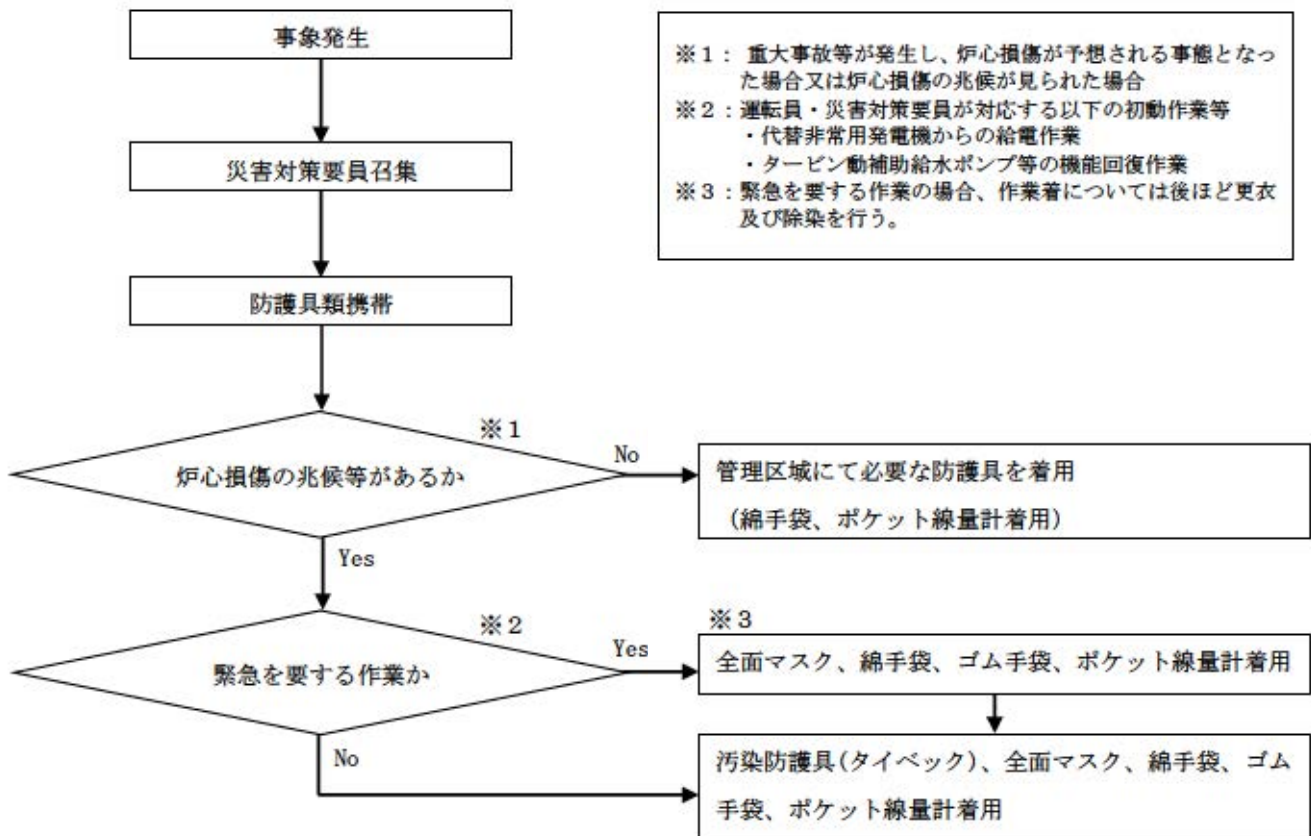 事象発生
災害対策要員召集
防護具類携帯
※1： 重大事故等が発生し、炉心損傷が予想される事態となっ
た場合又は炉心損傷の兆候が見られた場合
※2：運転員・災害対策要員が対応する以下の初動作業等
・代替非常用発電機からの給電作業
・タービン動補助給水ポンプ等の機能回復作業
※3：緊急を要する作業の場合、作業着については後ほど更衣
及び除染を行う。
※1
炉心損傷の兆候等があるか
No
管理区域にて必要な防護具を着用
（綿手袋、ポケット線量計着用）
Yes
※2
緊急を要する作業か
Yes
※3
全面マスク、綿手袋、ゴム手袋、ポケット線量計着用
No
汚染防護具(タイベック)、全面マスク、綿手袋、ゴム
手袋、ポケット線量計着用